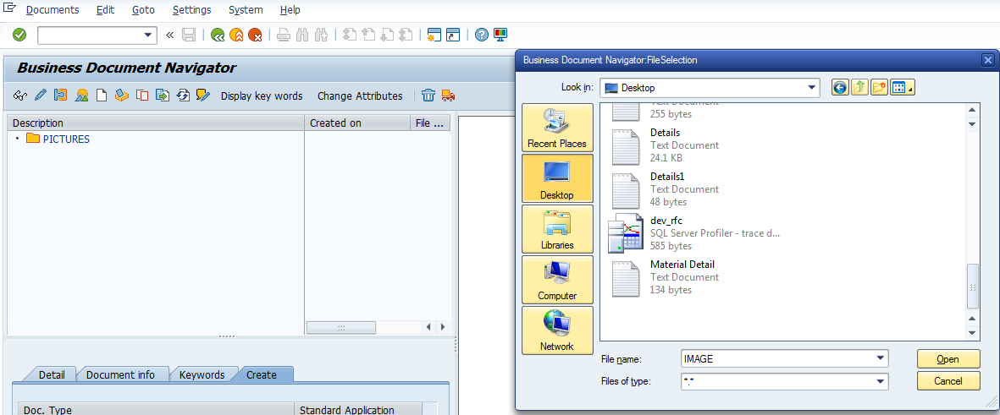 Documents Edit Goto Settings System Help
Business Document Navigator
Display key words Change Attributes
Description Created on File ...
PICTURES
Detail Document info Keywords Create
Doc. Type Standard Application
Business Document Navigator:FileSelection
Look in: Desktop
Recent Places
Desktop
Libraries
Computer
Network
Text Document
255 bytes
Details
Text Document
24.1 KB
Details1
Text Document
48 bytes
dev_rfc
SQL Server Profiler - trace d...
585 bytes
Material Detail
Text Document
134 bytes
File name: IMAGE Open
Files of type: *.* Cancel